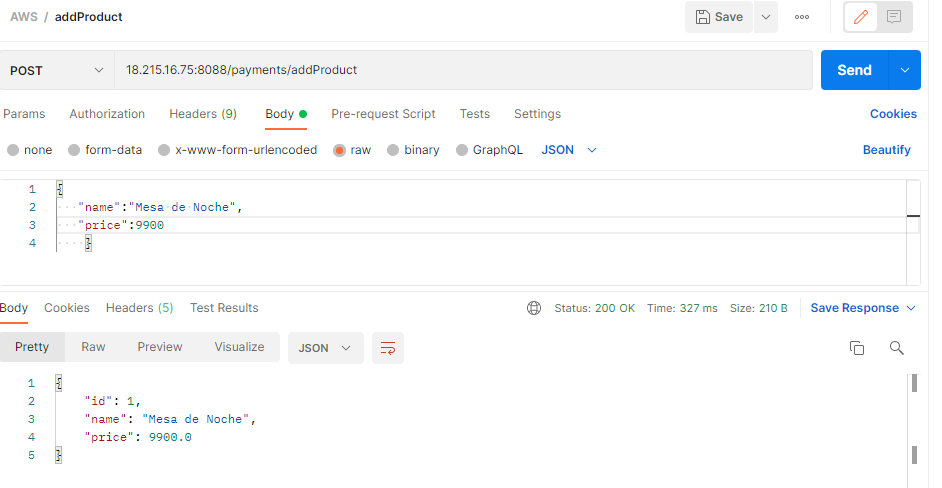 AWS / addProduct
Save
POST 18.215.16.75:8088/payments/addProduct Send
Params Authorization Headers (9) Body Pre-request Script Tests Settings Cookies
none form-data x-www-form-urlencoded raw binary GraphQL JSON Beautify
1 {
2 "name":"Mesa de Noche",
3 "price":9900
4 }
Body Cookies Headers (5) Test Results Status: 200 OK Time: 327 ms Size: 210 B Save Response
Pretty Raw Preview Visualize JSON
1 {
2 "id": 1,
3 "name": "Mesa de Noche",
4 "price": 9900.0
5 }